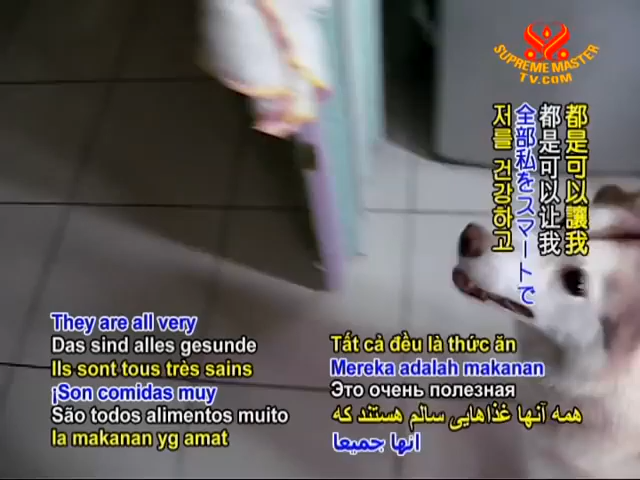 SUPREME MASTER
TV.COM
都是可以讓我
都是可以让我
全部私をスマートで
저를 건강하고
They are all very
Das sind alles gesunde
Ils sont tous très sains
¡Son comidas muy
São todos alimentos muito
Ia makanan yg amat
Tất cả đều là thức ăn
Mereka adalah makanan
Это очень полезная
همه آنها غذاهایی سالم هستند که
انها جميعا